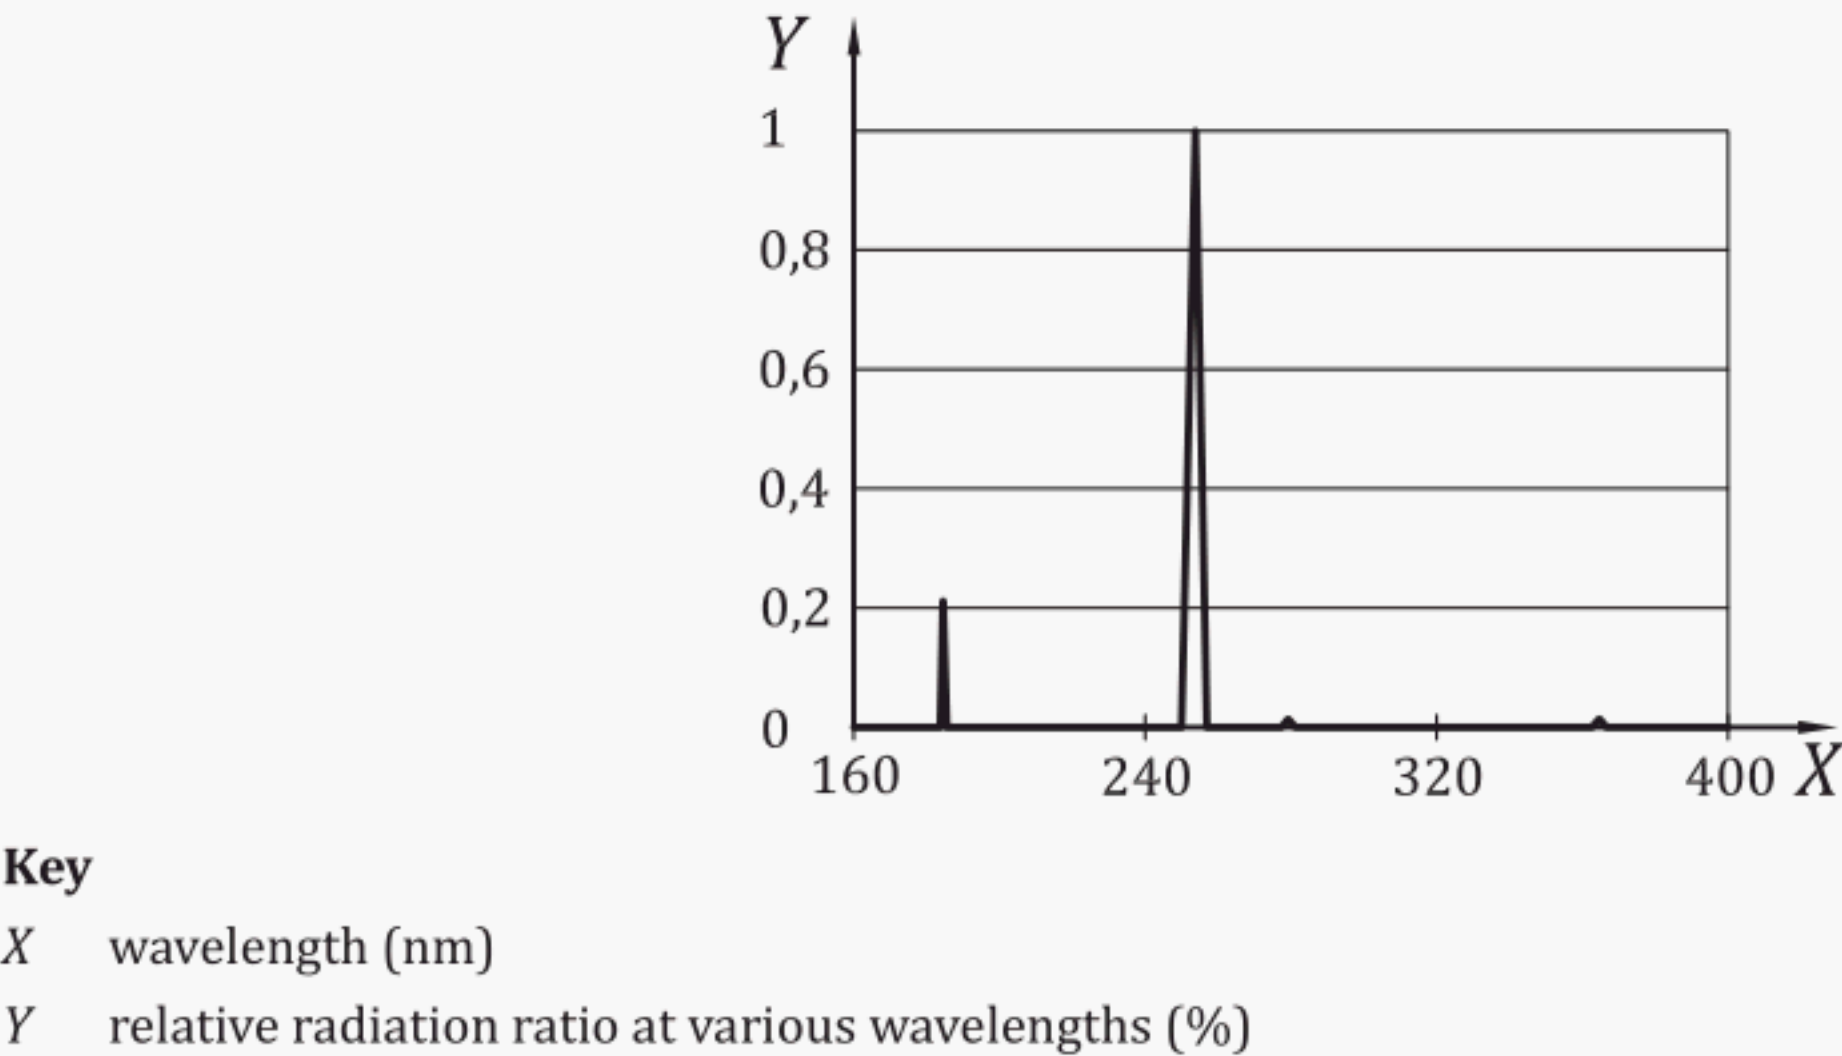 Y
1
0,8
0,6
0,4
0,2
0
160 240 320 400 X
Key
X wavelength (nm)
Y relative radiation ratio at various wavelengths (%)